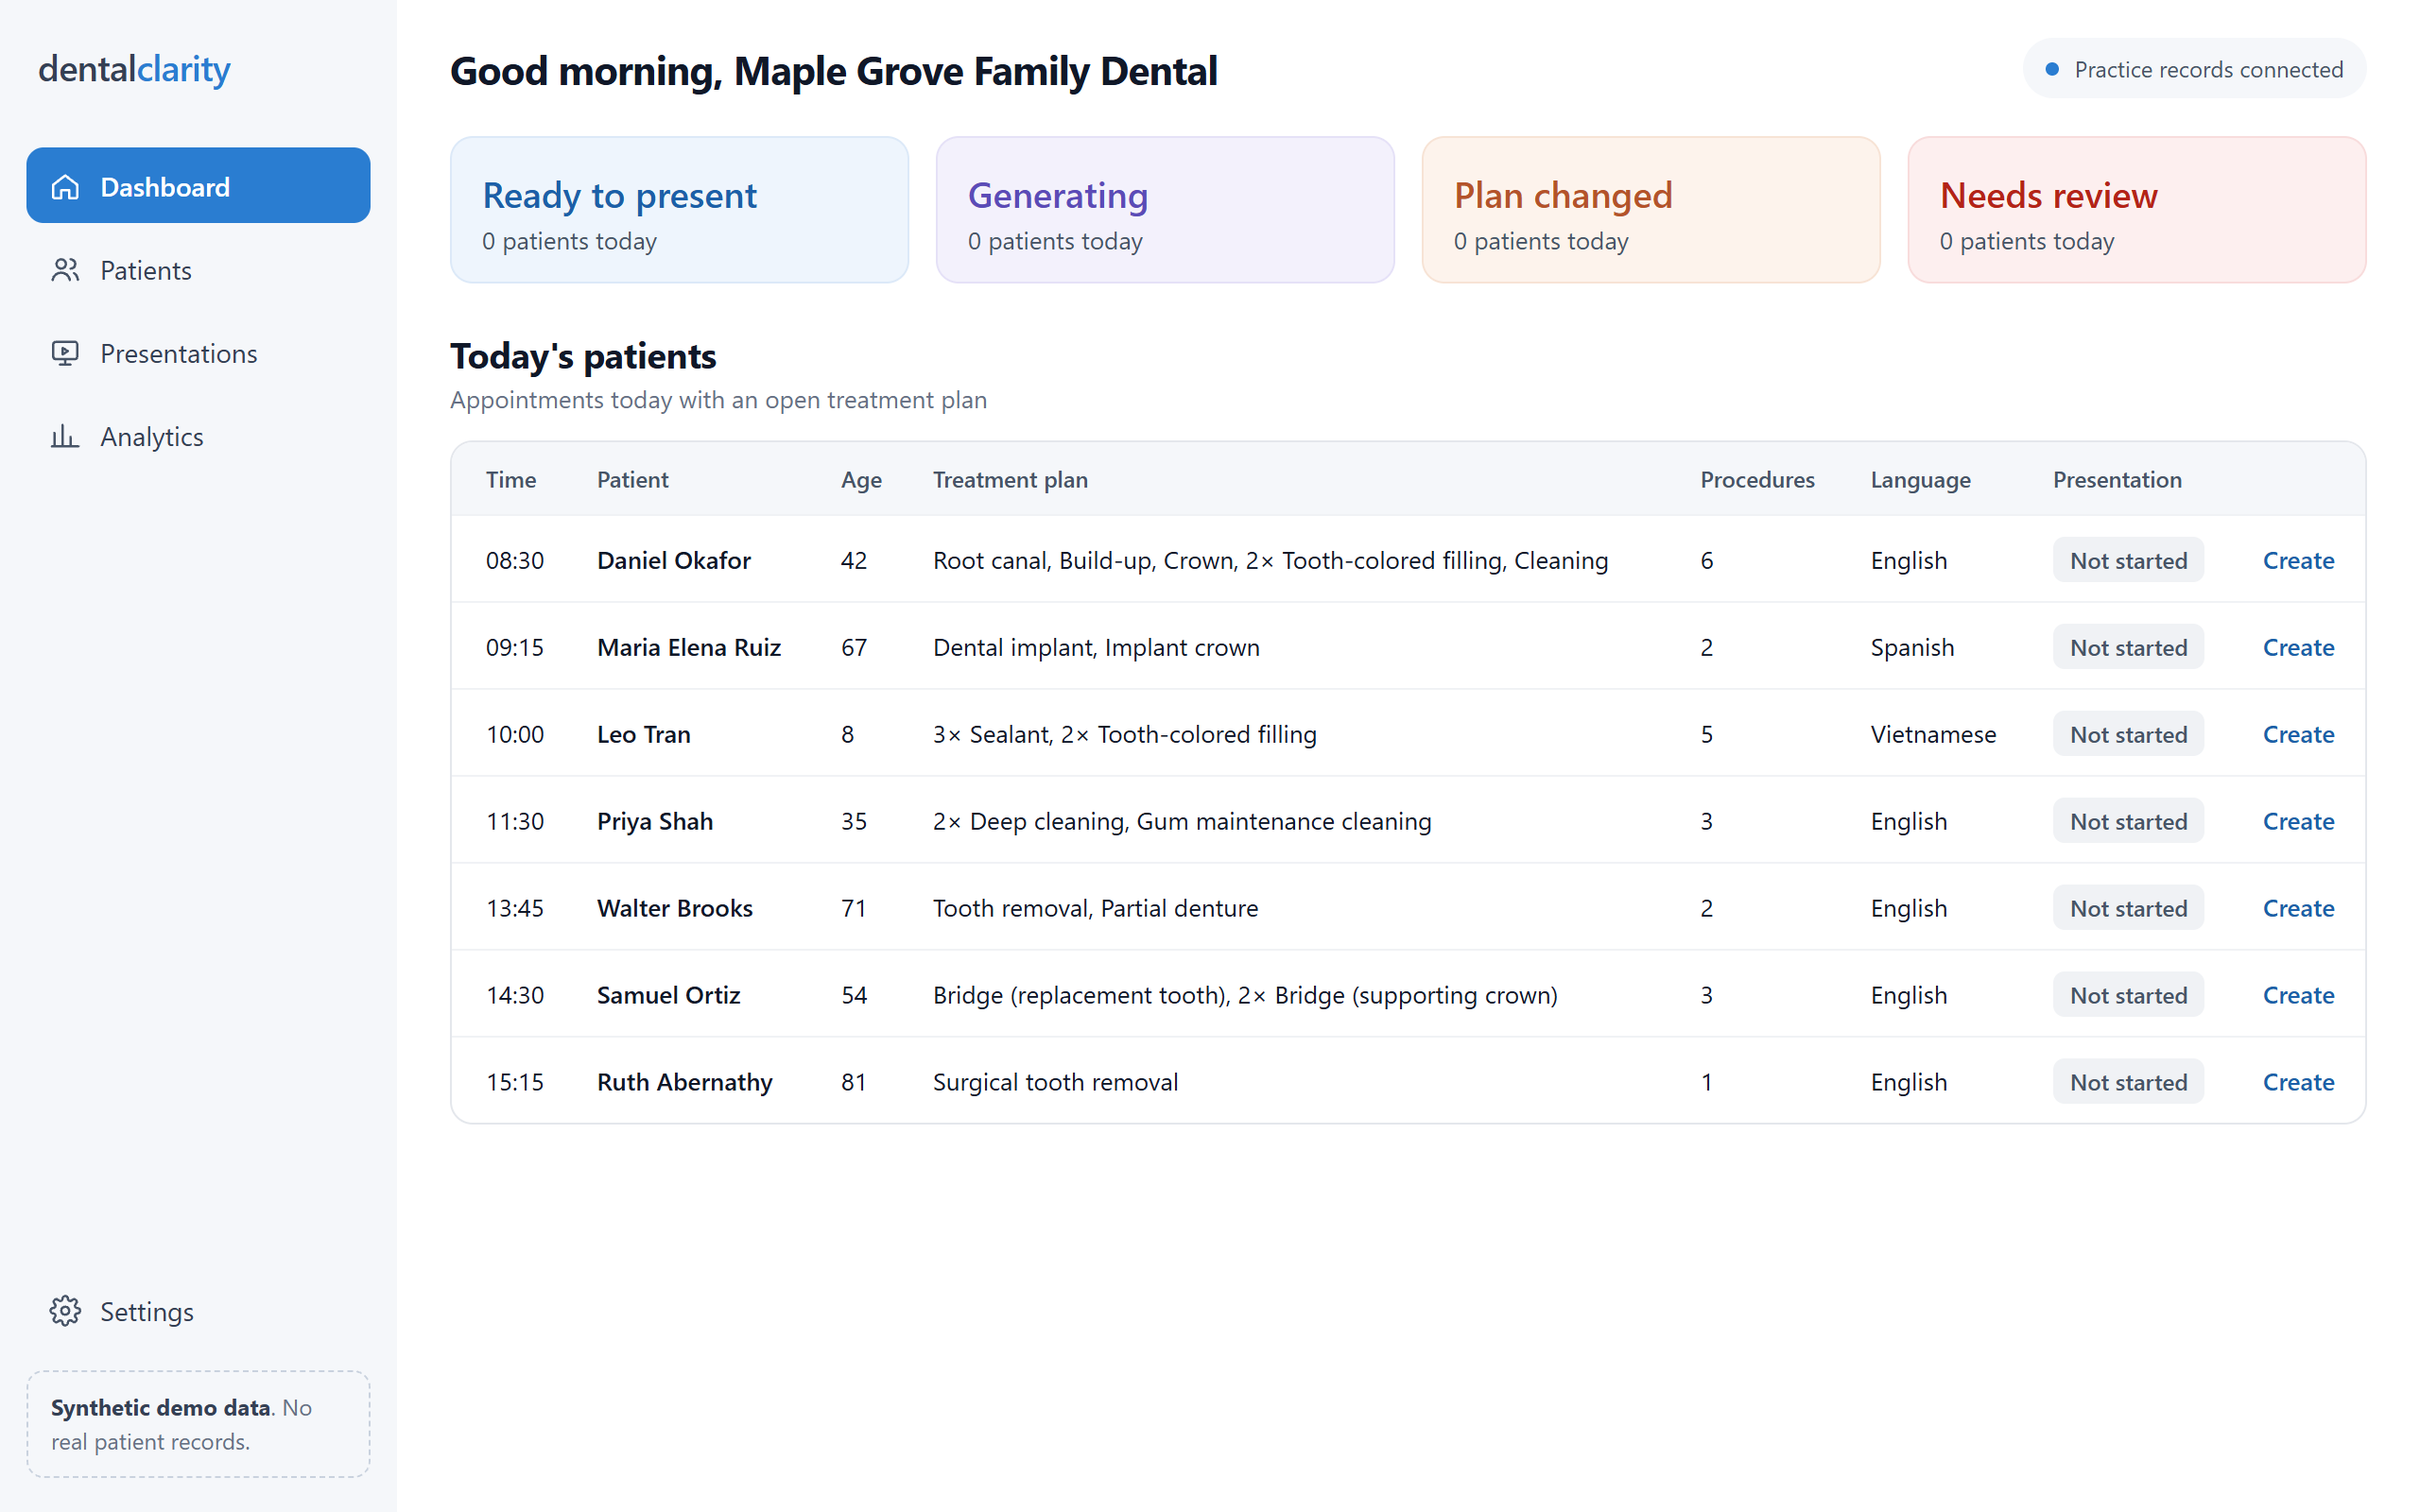 dentalclarity
Dashboard
Patients
Presentations
Analytics
Settings
Synthetic demo data. No
real patient records.
Good morning, Maple Grove Family Dental
Practice records connected
Ready to present
0 patients today
Generating
0 patients today
Plan changed
0 patients today
Needs review
0 patients today
Today's patients
Appointments today with an open treatment plan
Time Patient Age Treatment plan Procedures Language Presentation
08:30 Daniel Okafor 42 Root canal, Build-up, Crown, 2× Tooth-colored filling, Cleaning 6 English Not started Create
09:15 Maria Elena Ruiz 67 Dental implant, Implant crown 2 Spanish Not started Create
10:00 Leo Tran 8 3× Sealant, 2× Tooth-colored filling 5 Vietnamese Not started Create
11:30 Priya Shah 35 2× Deep cleaning, Gum maintenance cleaning 3 English Not started Create
13:45 Walter Brooks 71 Tooth removal, Partial denture 2 English Not started Create
14:30 Samuel Ortiz 54 Bridge (replacement tooth), 2× Bridge (supporting crown) 3 English Not started Create
15:15 Ruth Abernathy 81 Surgical tooth removal 1 English Not started Create